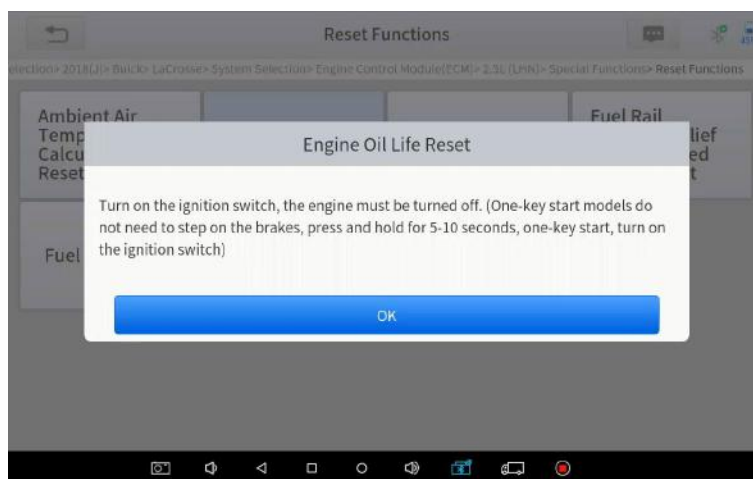 Reset Functions
election> 2018(J)> Buick> LaCrosse> System Selection> Engine Control Module(ECM)> 2.5L (LHN)> Special Functions> Reset Functions
Ambient Air
Temp
Calcu
Reset
Fuel Rail
lief
ed
t
Engine Oil Life Reset
Turn on the ignition switch, the engine must be turned off. (One-key start models do
not need to step on the brakes, press and hold for 5-10 seconds, one-key start, turn on
the ignition switch)
Fuel
OK